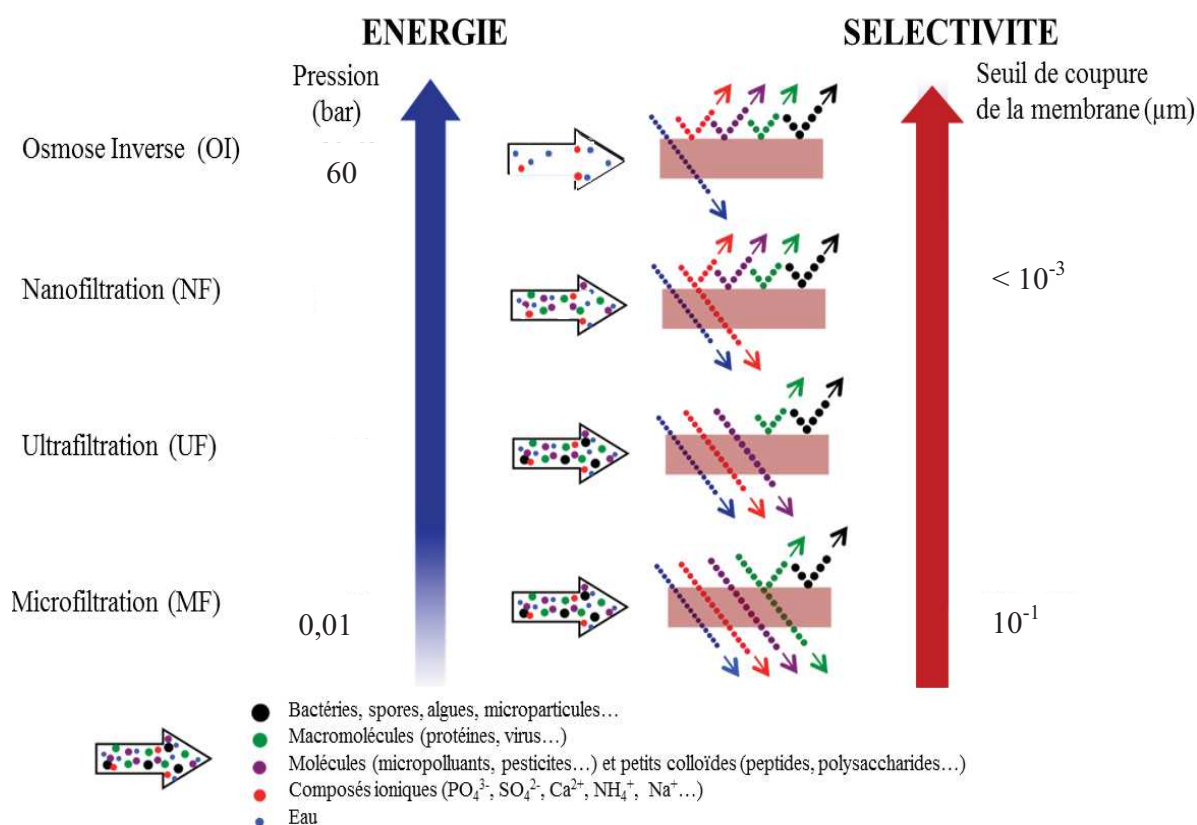 ENERGIE
SELECTIVITE
Pression
(bar)
Seuil de coupure
de la membrane (µm)
Osmose Inverse (OI)
60
Nanofiltration (NF)
< 10⁻³
Ultrafiltration (UF)
Microfiltration (MF)
0,01
10⁻¹
Bactéries, spores, algues, microparticules…
Macromolécules (protéines, virus…)
Molécules (micropolluants, pesticites…) et petits colloïdes (peptides, polysaccharides…)
Composés ioniques (PO₄³⁻, SO₄²⁻, Ca²⁺, NH₄⁺, Na⁺…)
Eau